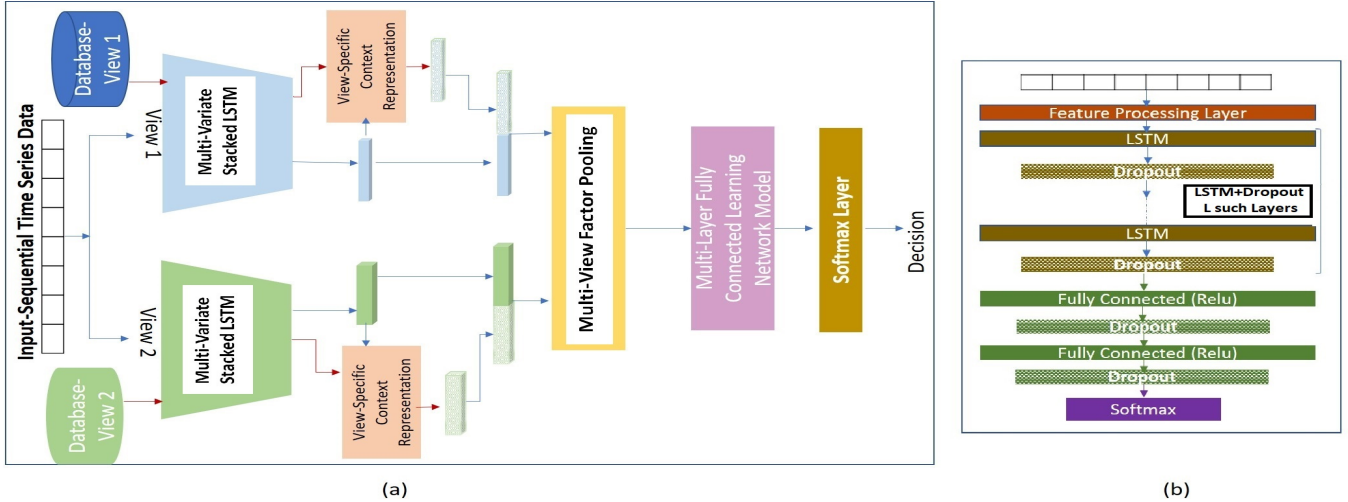 Input-Sequential Time Series Data
Database-
View 1
View 1
Multi-Variate
Stacked LSTM
View-Specific
Context
Representation
Database-
View 2
View 2
Multi-Variate
Stacked LSTM
View-Specific
Context
Representation
Multi-View Factor Pooling
Multi-Layer Fully
Connected Learning
Network Model
Softmax Layer
Decision
(a)
Feature Processing Layer
LSTM
Dropout
LSTM+Dropout
L such Layers
LSTM
Dropout
Fully Connected (Relu)
Dropout
Fully Connected (Relu)
Dropout
Softmax
(b)